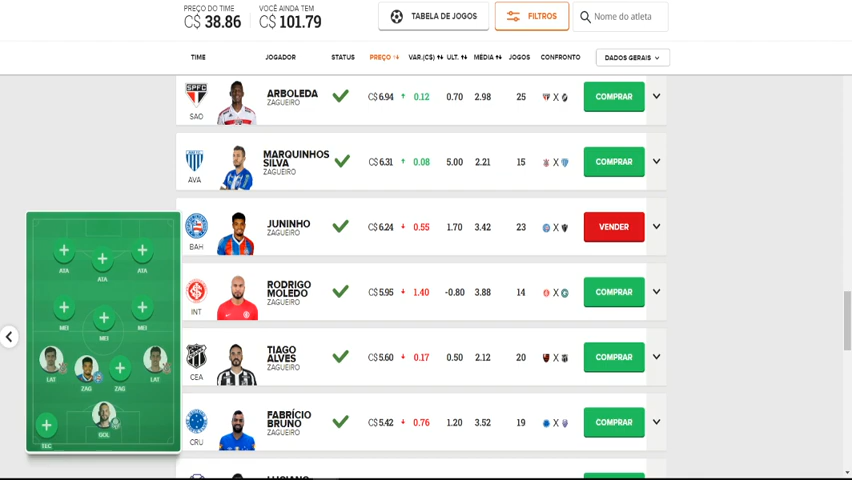 PREÇO DO TIME VOCÊ AINDA TEM
C$ 38.86 C$ 101.79
TABELA DE JOGOS FILTROS Nome do atleta
TIME JOGADOR STATUS PREÇO VAR.(C$) ÚLT. MÉDIA JOGOS CONFRONTO DADOS GERAIS
SPFC
SAO ARBOLEDA ZAGUEIRO C$ 6.94 0.12 0.70 2.98 25 X COMPRAR
AVA MARQUINHOS SILVA ZAGUEIRO C$ 6.31 0.08 5.00 2.21 15 X COMPRAR
BAH JUNINHO ZAGUEIRO C$ 6.24 0.55 1.70 3.42 23 X VENDER
INT RODRIGO MOLEDO ZAGUEIRO C$ 5.95 1.40 -0.80 3.88 14 X COMPRAR
CEA TIAGO ALVES ZAGUEIRO C$ 5.60 0.17 0.50 2.12 20 X COMPRAR
CRU FABRÍCIO BRUNO ZAGUEIRO C$ 5.42 0.76 1.20 3.52 19 X COMPRAR
ATA ATA ATA
MEI MEI MEI
LAT ZAG ZAG LAT
GOL
TEC